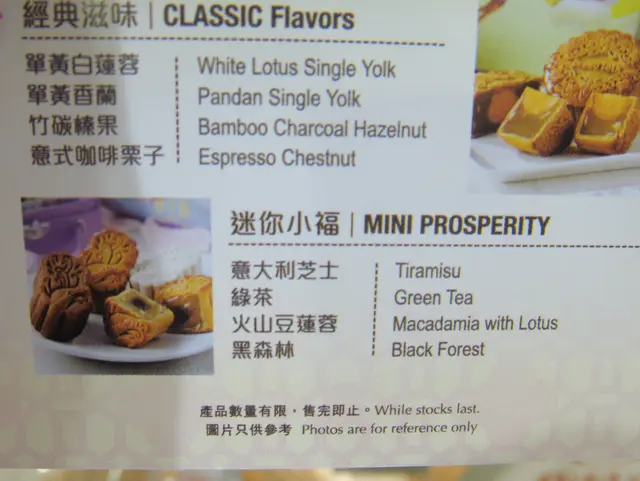 經典滋味 | CLASSIC Flavors
單黃白蓮蓉 White Lotus Single Yolk
單黃香蘭 Pandan Single Yolk
竹碳榛果 Bamboo Charcoal Hazelnut
意式咖啡栗子 Espresso Chestnut
迷你小福 | MINI PROSPERITY
意大利芝士 Tiramisu
綠茶 Green Tea
火山豆蓮蓉 Macadamia with Lotus
黑森林 Black Forest
產品數量有限，售完即止。While stocks last.
圖片只供參考 Photos are for reference only